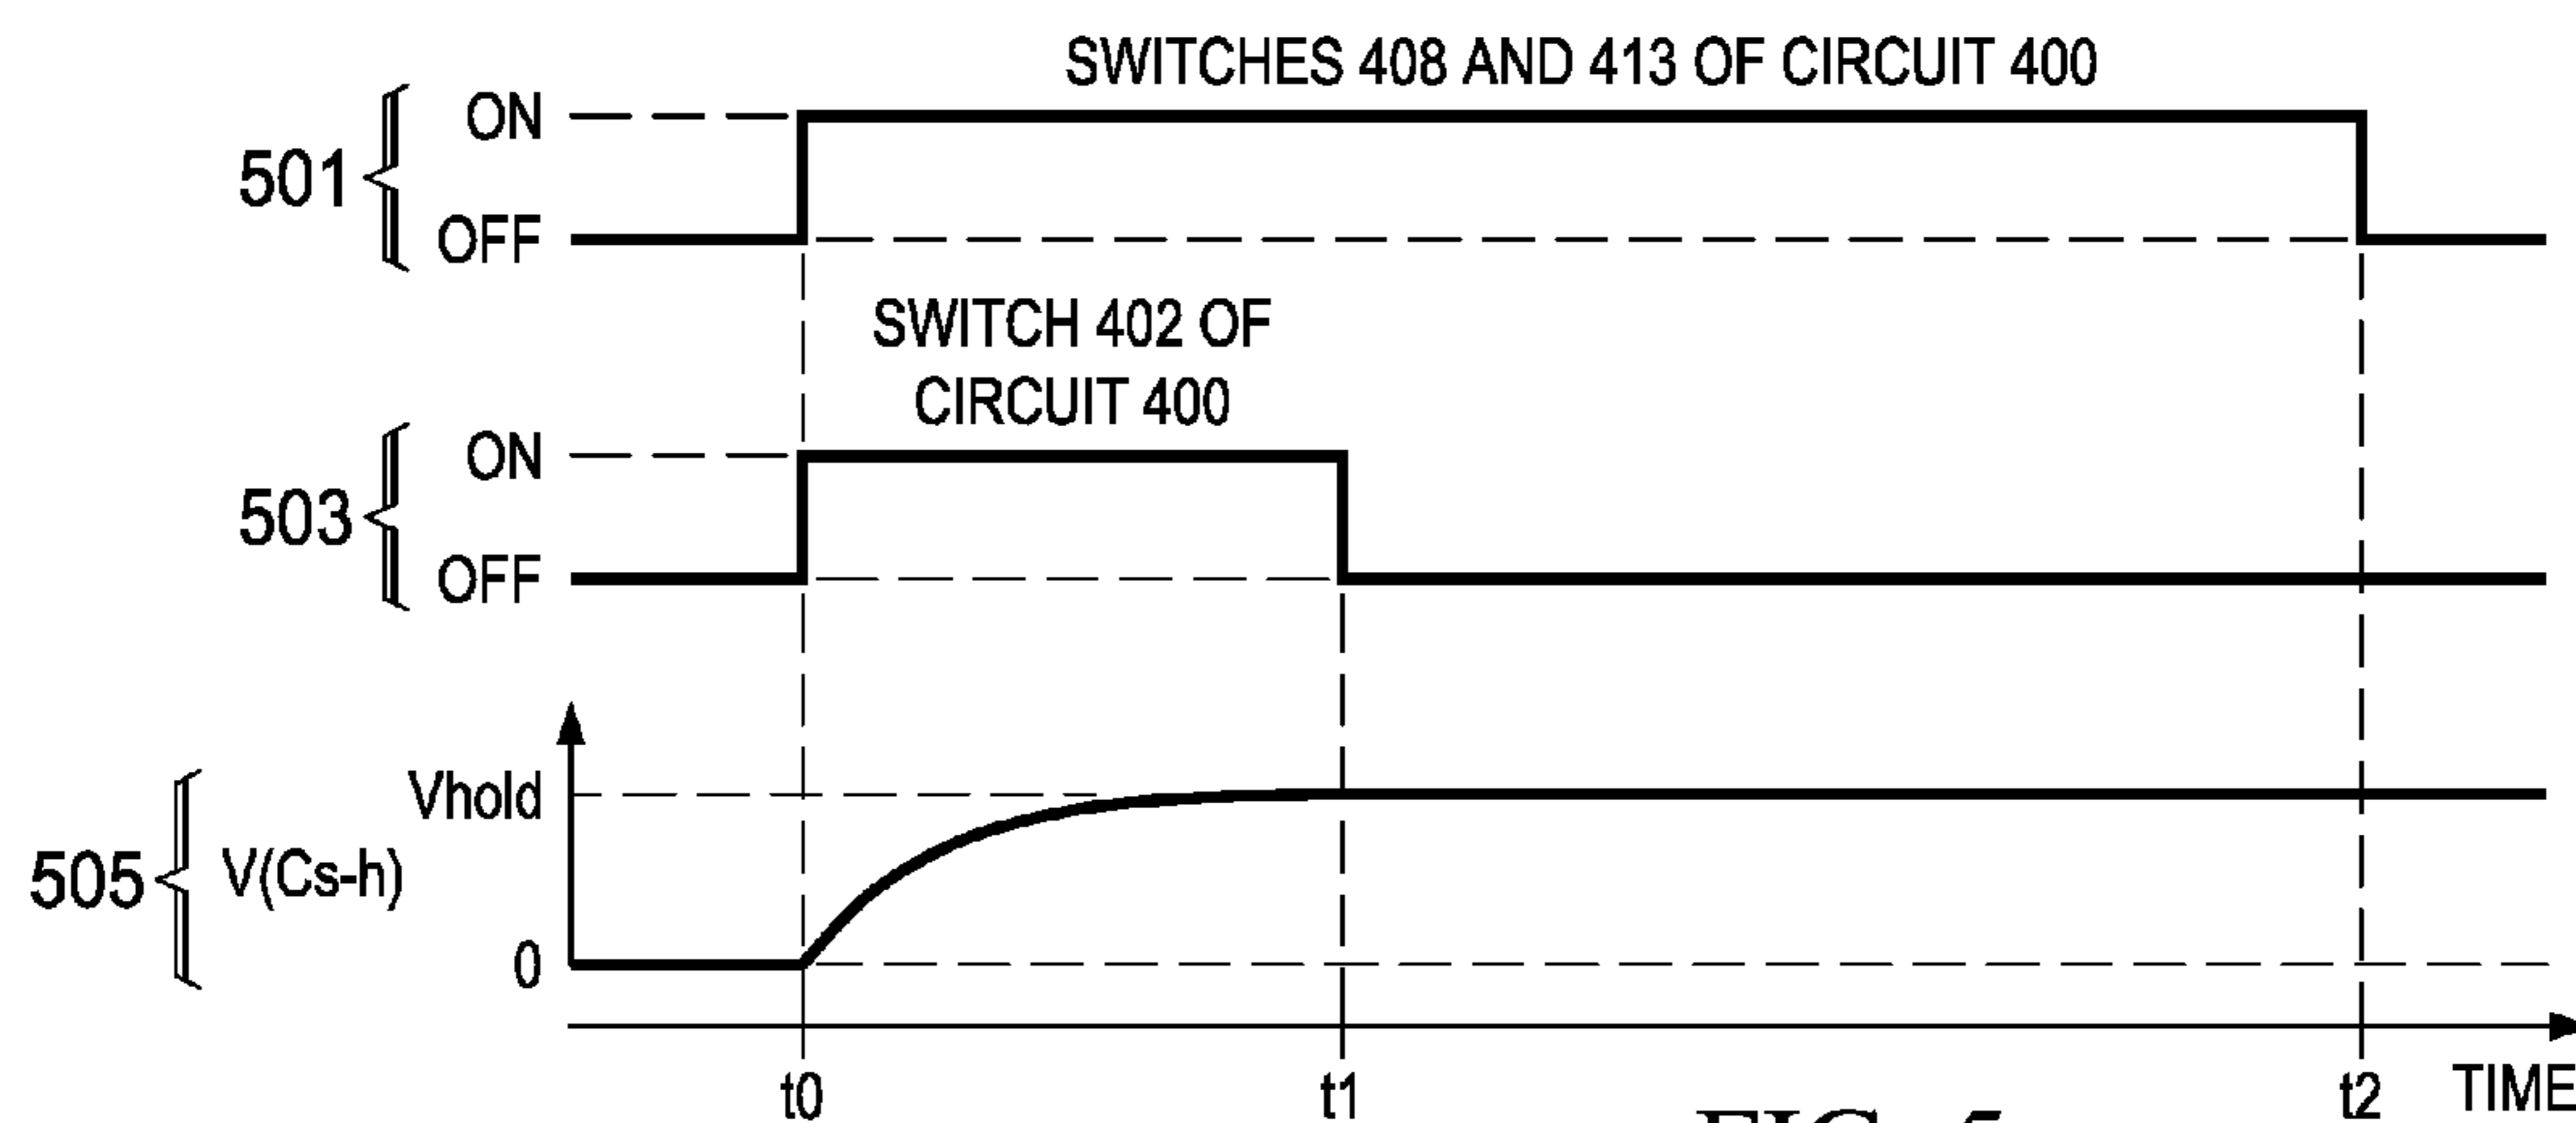 SWITCHES 408 AND 413 OF CIRCUIT 400
ON
501
OFF
SWITCH 402 OF
CIRCUIT 400
ON
503
OFF
Vhold
505
V(Cs-h)
0
t0
t1
t2
TIME